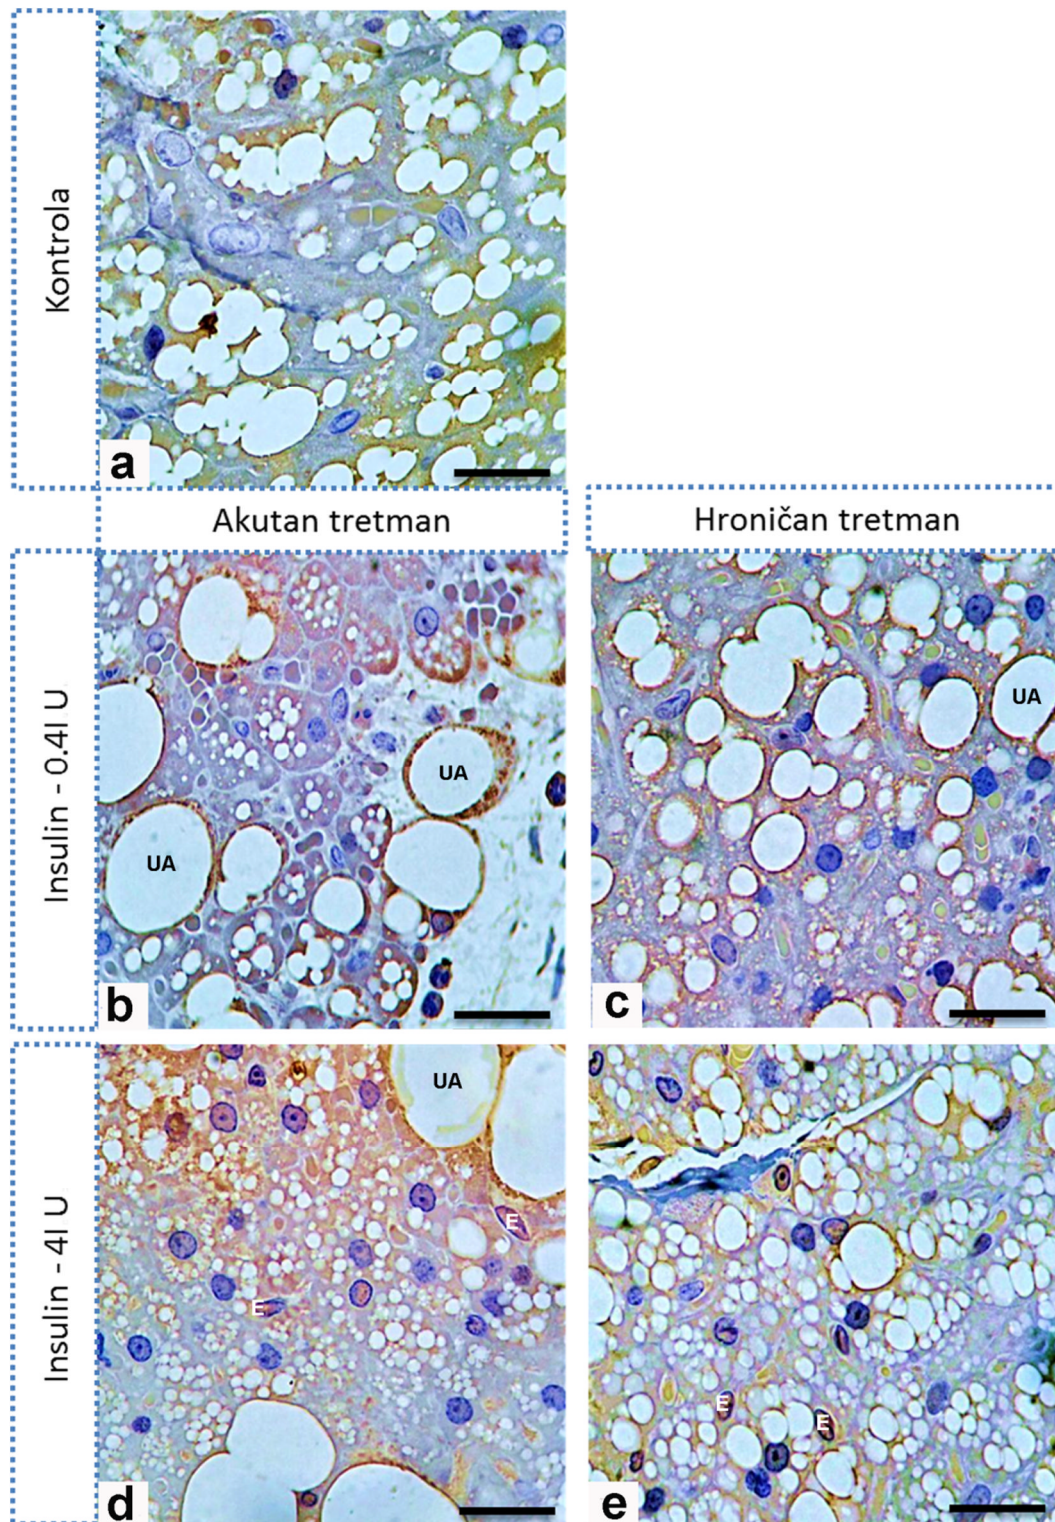 Kontrola
a
Akutan tretman
Hroničan tretman
Insulin - 0.4I U
UA
UA
b
UA
c
Insulin - 4I U
UA
E
E
d
E
E
e